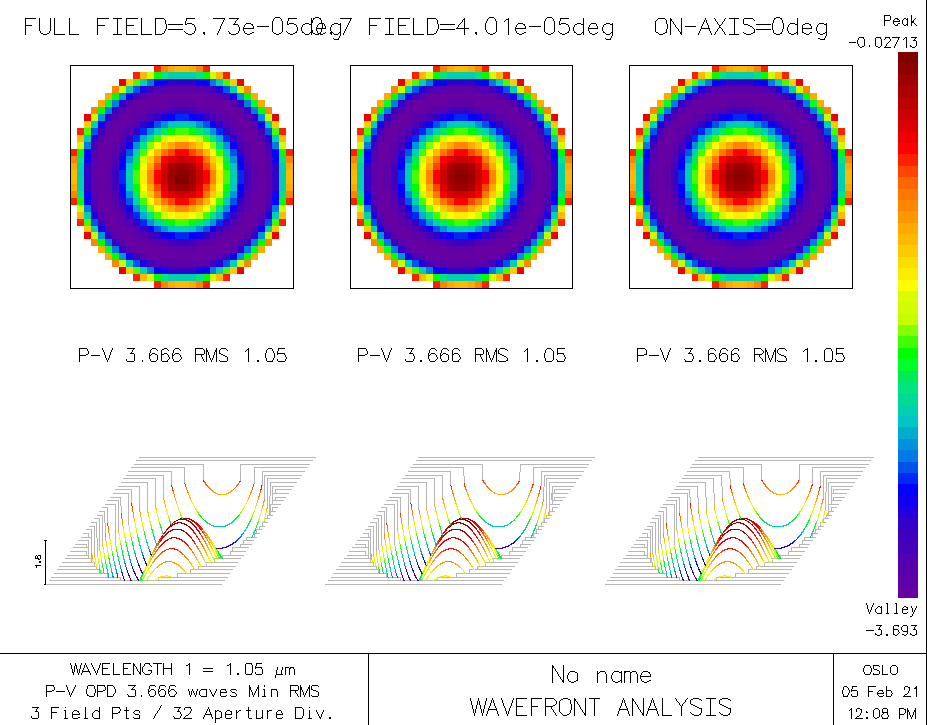 FULL FIELD=5.73e-05deg
0.7 FIELD=4.01e-05deg
ON-AXIS=0deg
Peak
-0.02713
P-V 3.666 RMS 1.05
P-V 3.666 RMS 1.05
P-V 3.666 RMS 1.05
1.8
Valley
-3.693
WAVELENGTH 1 = 1.05 µm
P-V OPD 3.666 waves Min RMS
3 Field Pts / 32 Aperture Div.
No name
WAVEFRONT ANALYSIS
OSLO
05 Feb 21
12:08 PM